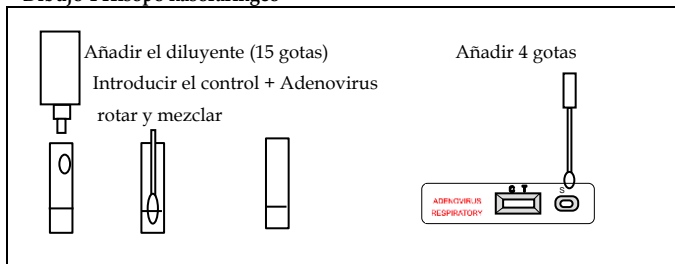 Añadir el diluyente (15 gotas)
Introducir el control + Adenovirus
rotar y mezclar
Añadir 4 gotas
C T
S
ADENOVIRUS
RESPIRATORY